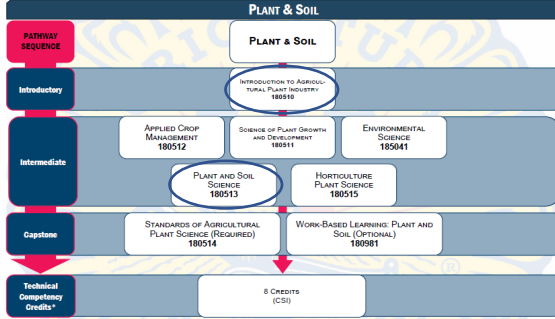 PLANT & SOIL
PATHWAY
SEQUENCE
PLANT & SOIL
Introductory
INTRODUCTION TO AGRICUL-
TURAL PLANT INDUSTRY
180510
Intermediate
APPLIED CROP
MANAGEMENT
180512
SCIENCE OF PLANT GROWTH
AND DEVELOPMENT
180511
ENVIRONMENTAL
SCIENCE
185041
PLANT AND SOIL
SCIENCE
180513
HORTICULTURE
PLANT SCIENCE
180515
Capstone
STANDARDS OF AGRICULTURAL
PLANT SCIENCE (REQUIRED)
180514
WORK-BASED LEARNING: PLANT AND
SOIL (OPTIONAL)
180981
Technical
Competency
Credits*
8 CREDITS
(CSI)